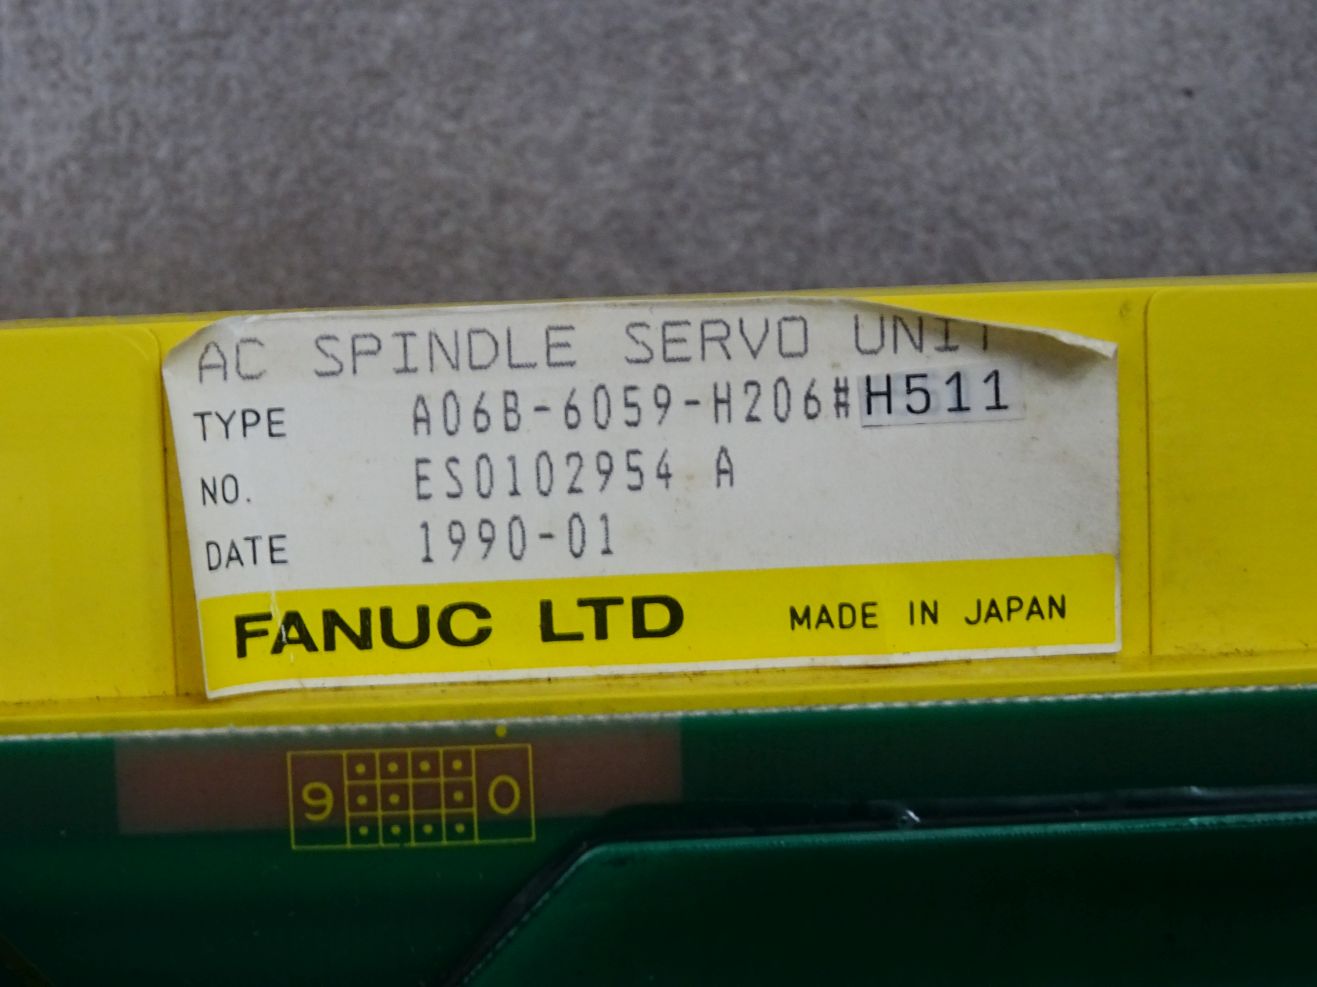 AC SPINDLE SERVO UNIT
TYPE A06B-6059-H206#H511
NO. ES0102954 A
DATE 1990-01
FANUC LTD MADE IN JAPAN
9 0